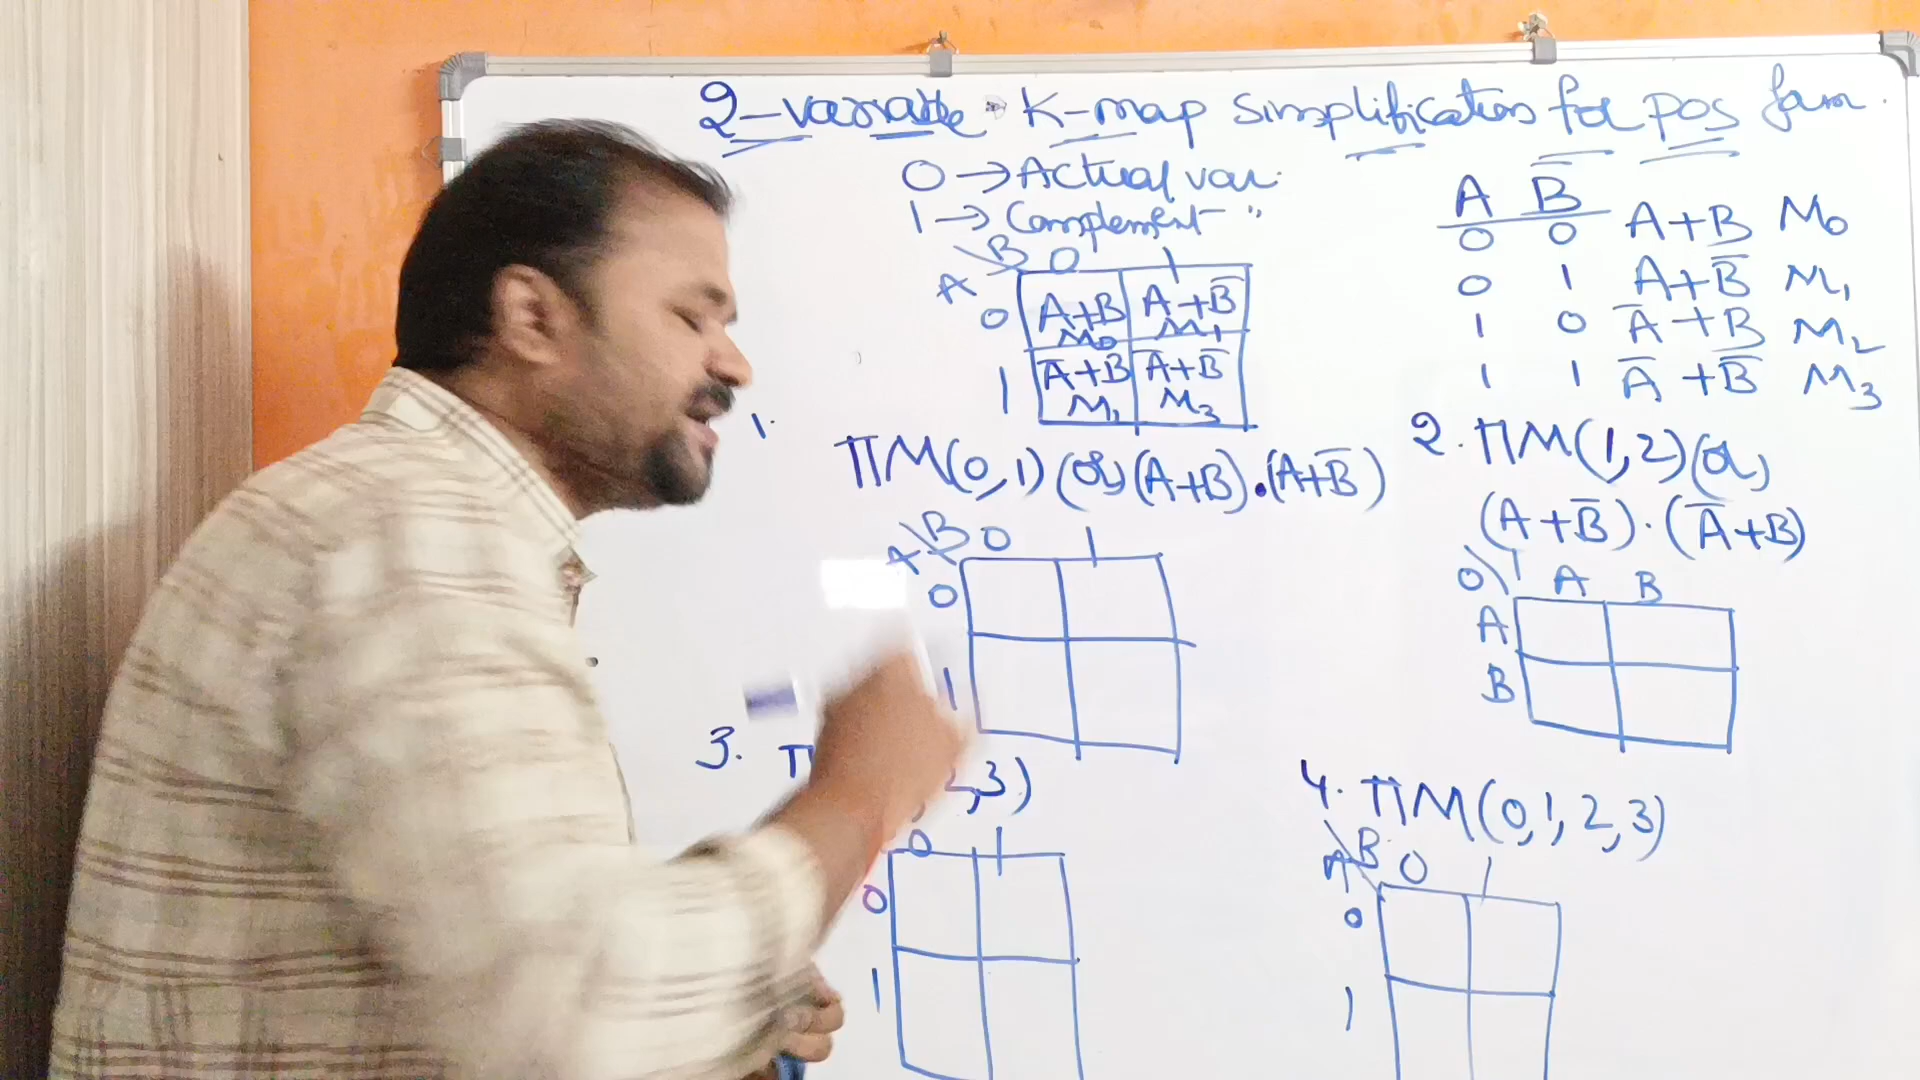 2-variable K-map Simplification for POS form.
0 → Actual var.
1 → Complement "
A B 0 1
0 A+B M0 A+B̅ M1
1 A̅+B M1 A̅+B̅ M3
A B̅
0 0 A+B M0
0 1 A+B̅ M1
1 0 A̅+B M2
1 1 A̅+B̅ M3
1.
ΠM(0,1) (or) (A+B).(A+B̅)
A B 0 1
0
1
2. ΠM(1,2) (or)
(A+B̅).(A̅+B)
0 1 A B
A
B
3. Π 2,3)
0 1
0
1
4. ΠM(0,1,2,3)
A B 0 1
0
1